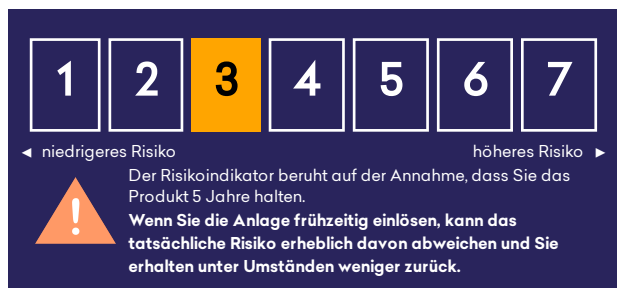 1 2 3 4 5 6 7
◄ niedrigeres Risiko höheres Risiko ►
Der Risikoindikator beruht auf der Annahme, dass Sie das
Produkt 5 Jahre halten.
Wenn Sie die Anlage frühzeitig einlösen, kann das
tatsächliche Risiko erheblich davon abweichen und Sie
erhalten unter Umständen weniger zurück.
!